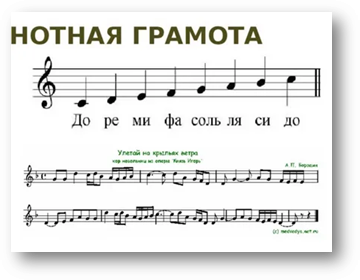 НОТНАЯ ГРАМОТА
До ре ми фа соль ля си до
Улетай на крыльях ветра
хор невольниц из оперы "Князь Игорь"
А.П. Бородин